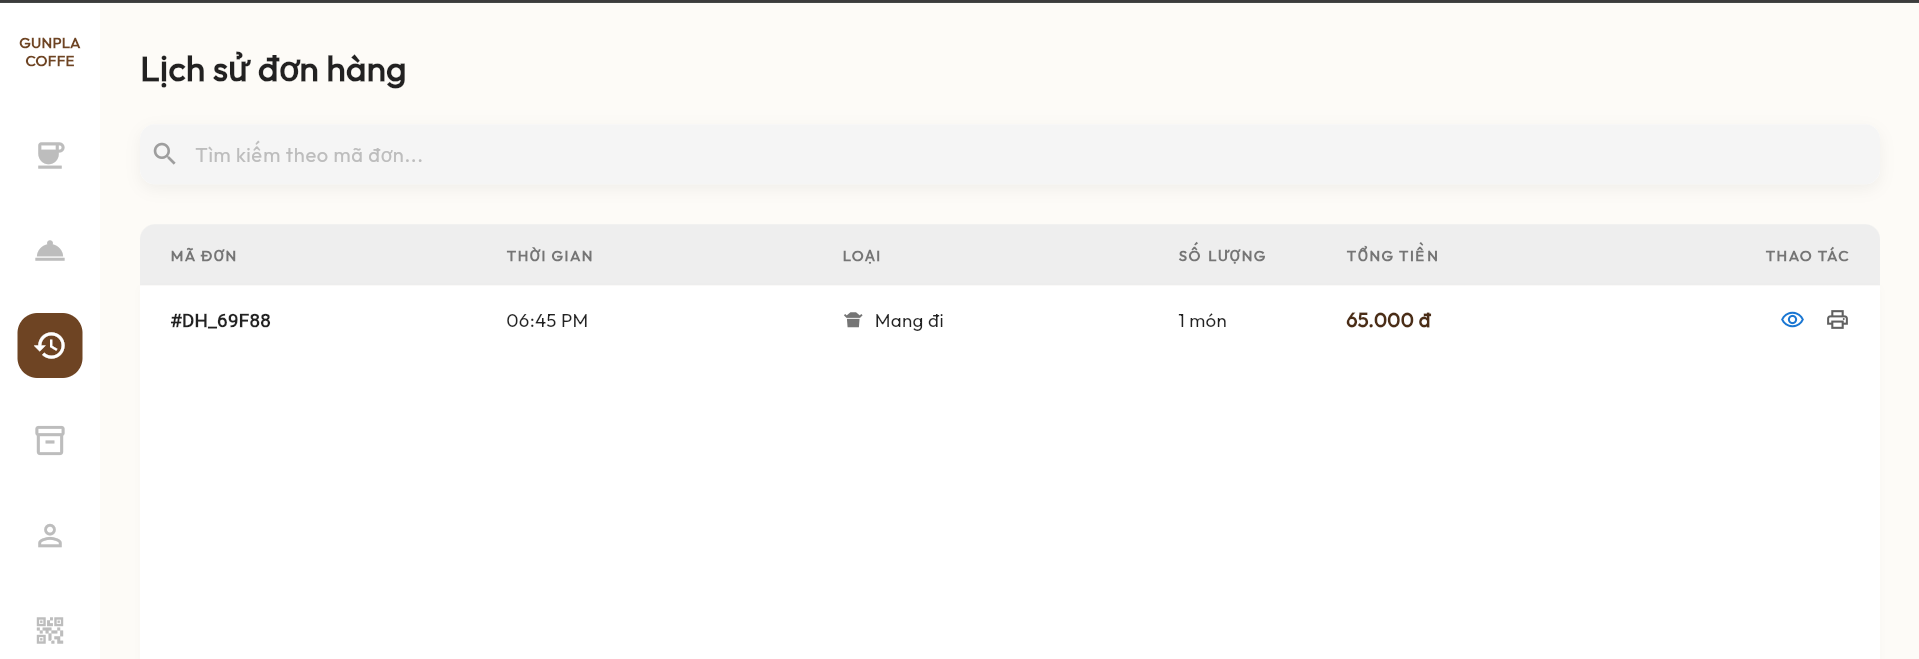 GUNPLA
COFFE
Lịch sử đơn hàng
Tìm kiếm theo mã đơn...
MÃ ĐƠN THỜI GIAN LOẠI SỐ LƯỢNG TỔNG TIỀN THAO TÁC
#DH_69F88 06:45 PM Mang đi 1 món 65.000 đ